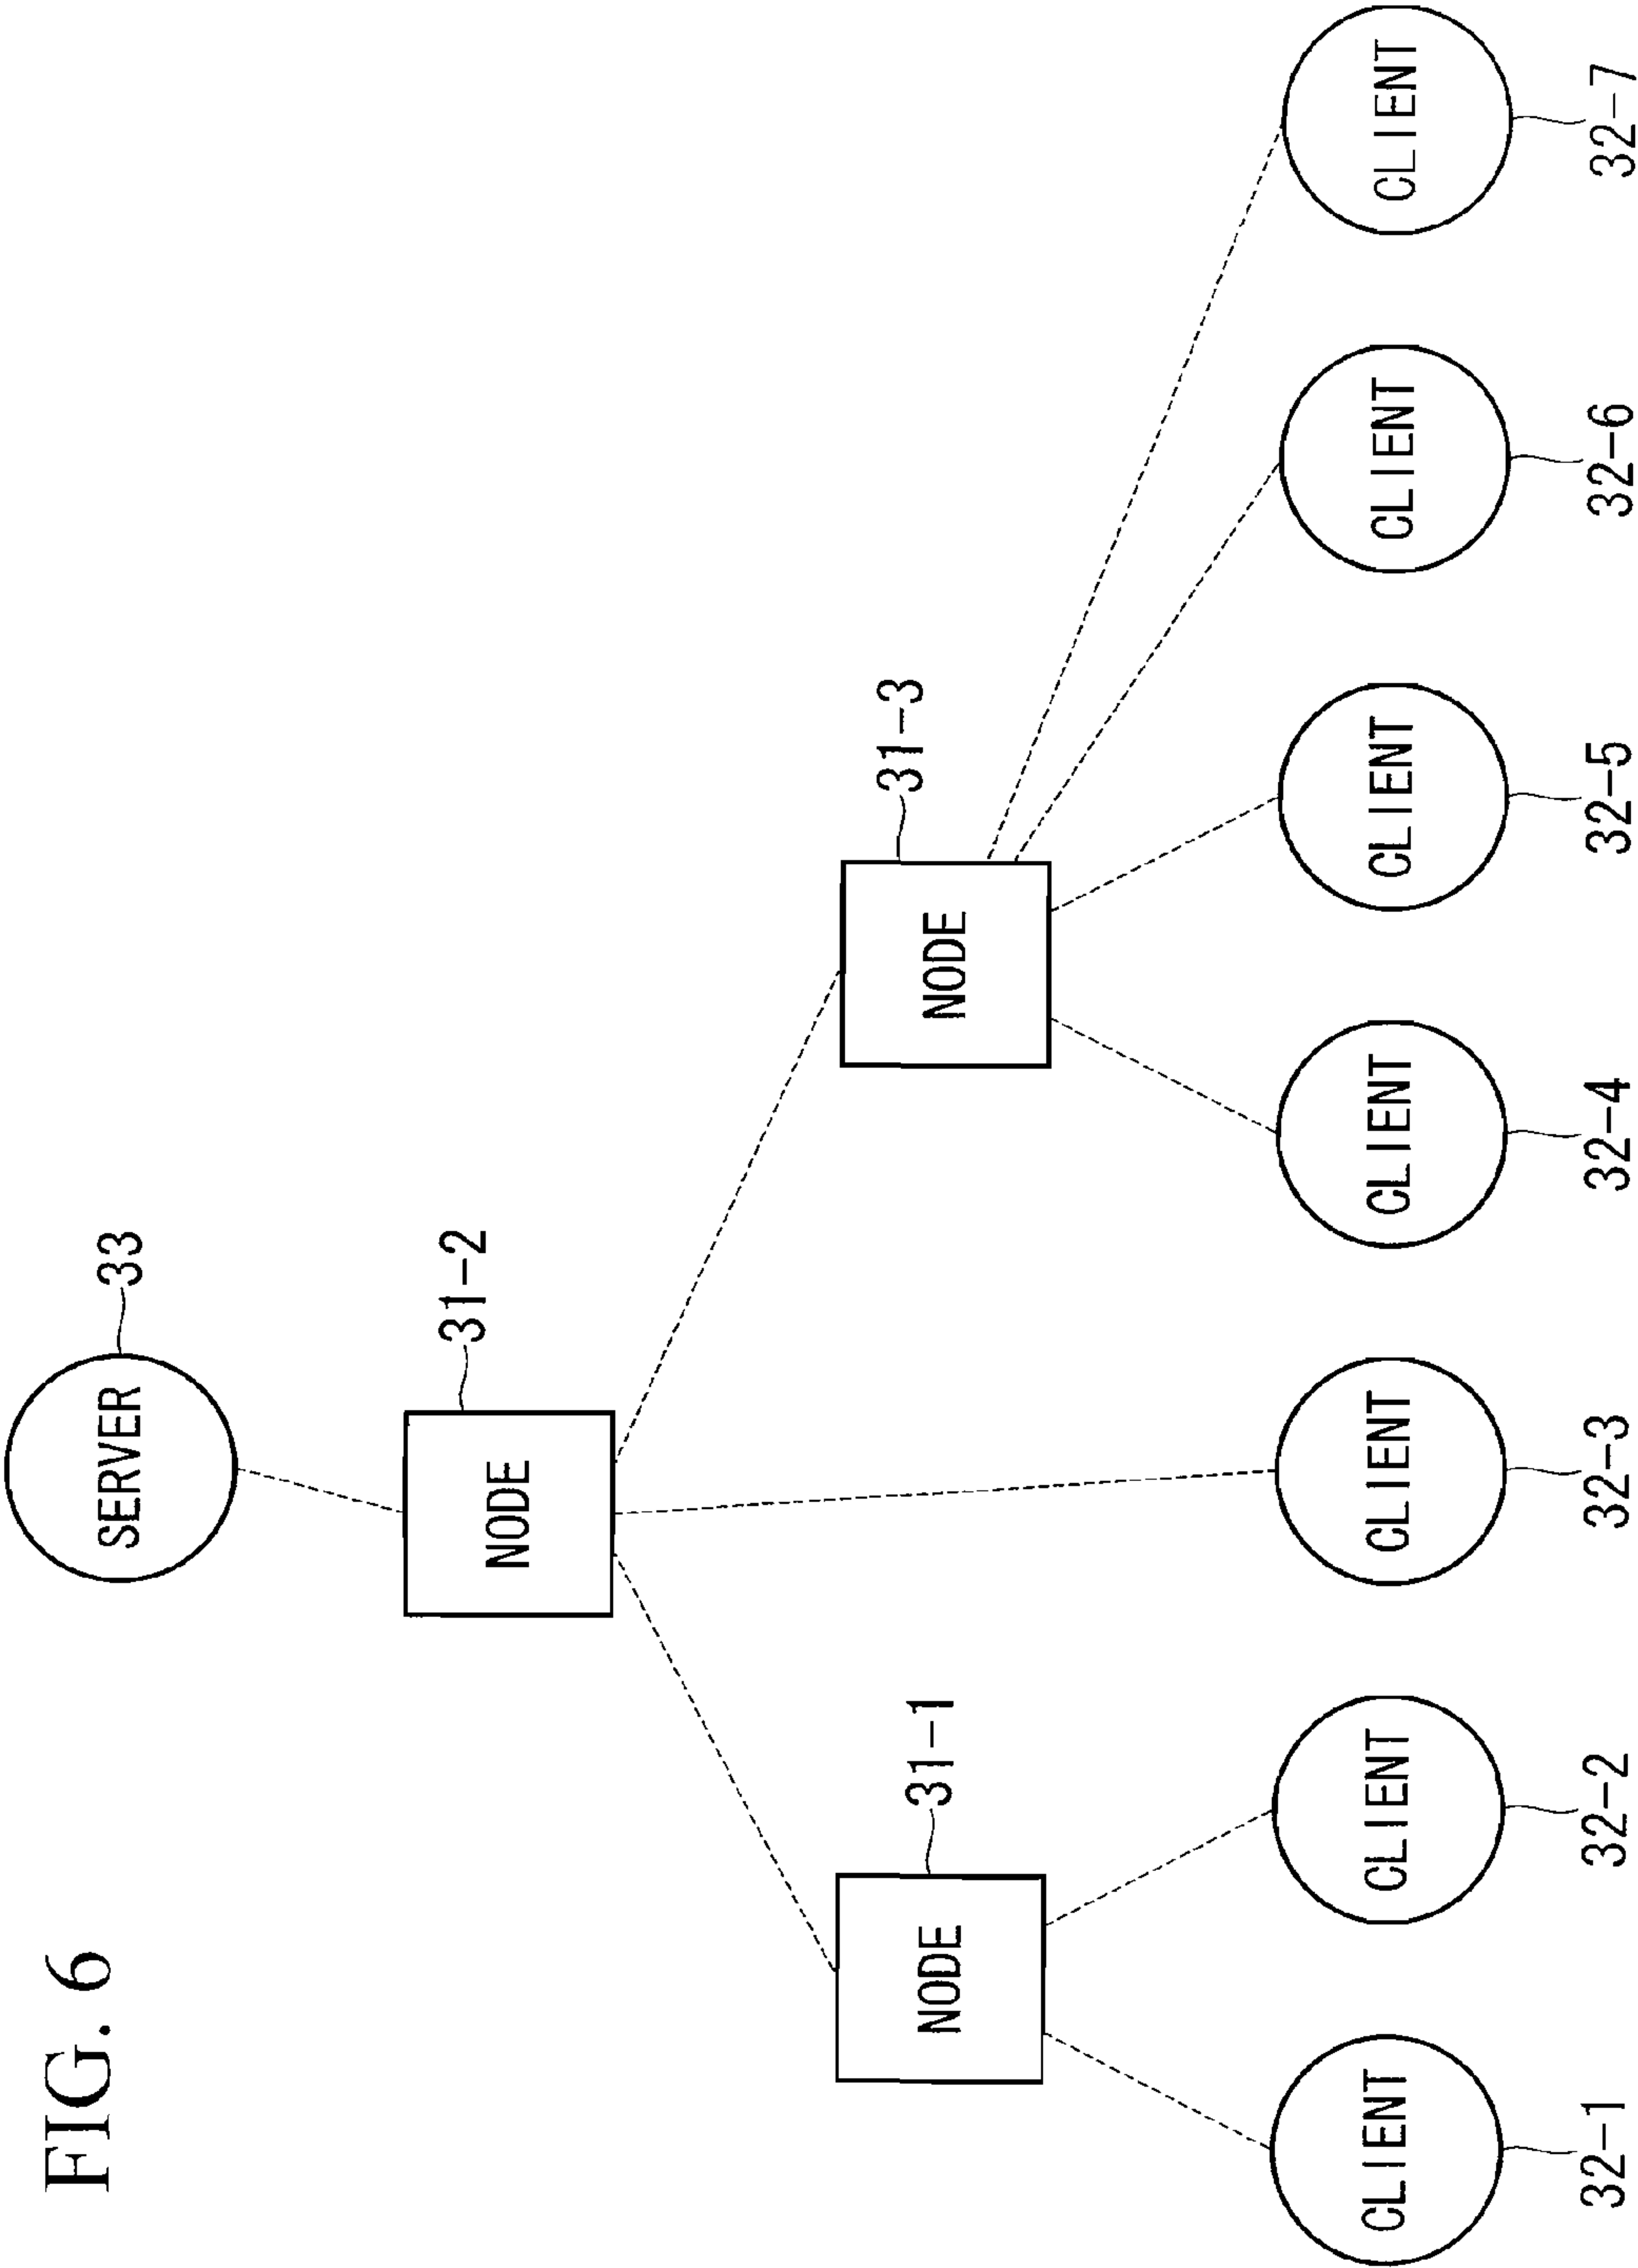 FIG. 6
SERVER
33
NODE
31-2
NODE
31-1
NODE
31-3
CLIENT
CLIENT
CLIENT
CLIENT
CLIENT
CLIENT
CLIENT
32-1
32-2
32-3
32-4
32-5
32-6
32-7